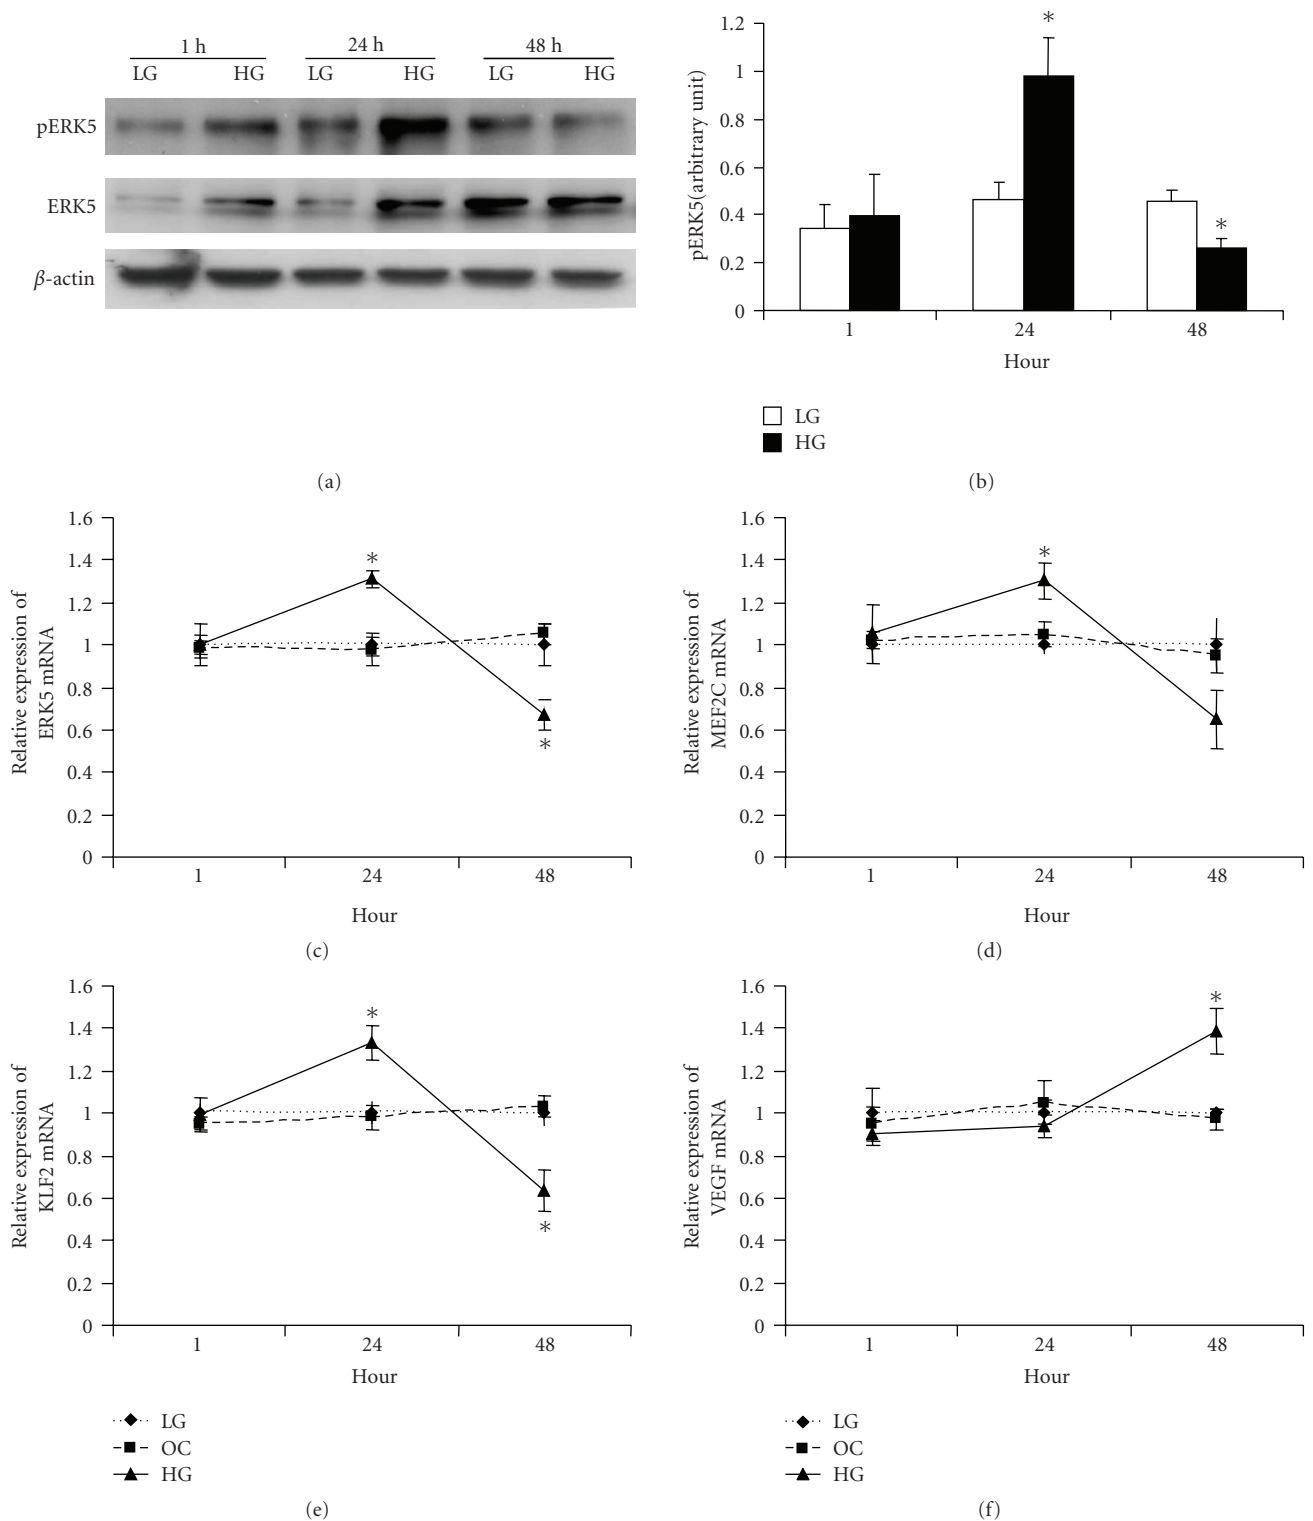 1 h 24 h 48 h
LG HG LG HG LG HG
pERK5
ERK5
β-actin
(a)
pERK5(arbitrary unit)
1.2
1
0.8
0.6
0.4
0.2
0
*
*
1 24 48
Hour
LG
HG
(b)
Relative expression of
ERK5 mRNA
1.6
1.4
1.2
1
0.8
0.6
0.4
0.2
0
*
*
1 24 48
Hour
(c)
Relative expression of
MEF2C mRNA
1.6
1.4
1.2
1
0.8
0.6
0.4
0.2
0
*
1 24 48
Hour
(d)
Relative expression of
KLF2 mRNA
1.6
1.4
1.2
1
0.8
0.6
0.4
0.2
0
*
*
1 24 48
Hour
LG
OC
HG
(e)
Relative expression of
VEGF mRNA
1.6
1.4
1.2
1
0.8
0.6
0.4
0.2
0
*
1 24 48
Hour
LG
OC
HG
(f)